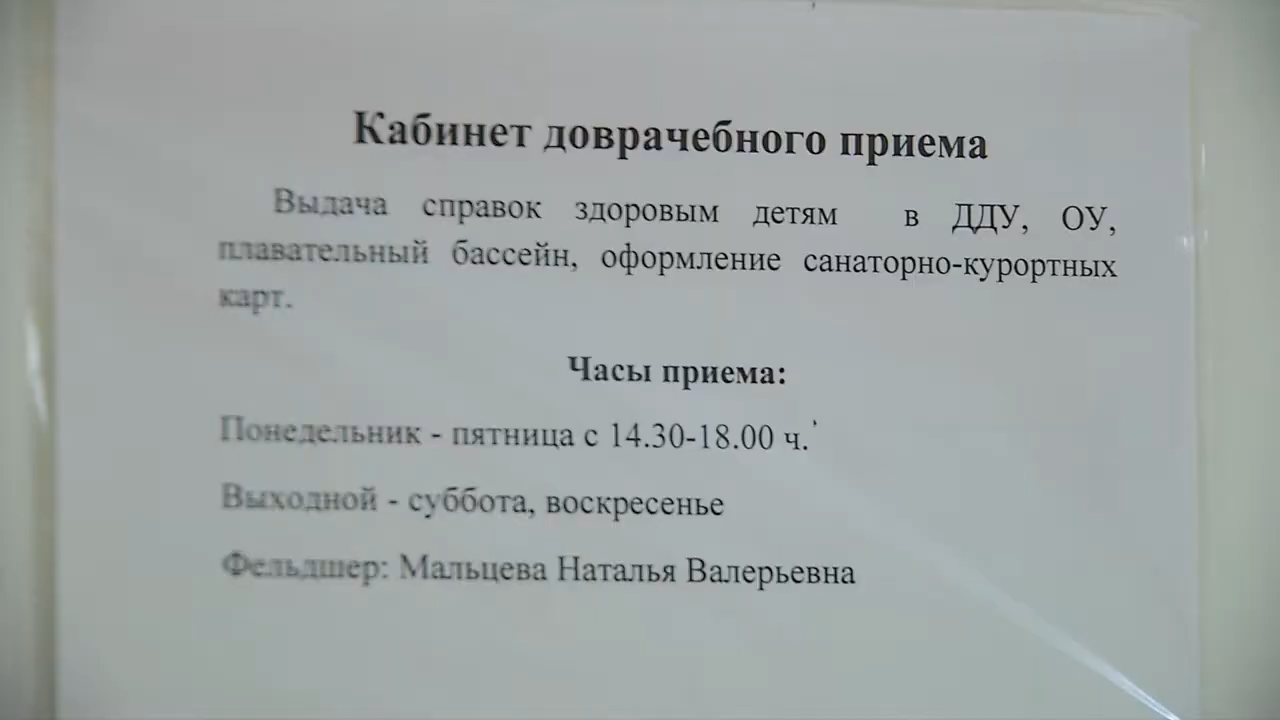 Кабинет доврачебного приема
Выдача справок здоровым детям в ДДУ, ОУ,
плавательный бассейн, оформление санаторно-курортных
карт.
Часы приема:
Понедельник - пятница с 14.30-18.00 ч.
Выходной - суббота, воскресенье
Фельдшер: Мальцева Наталья Валерьевна